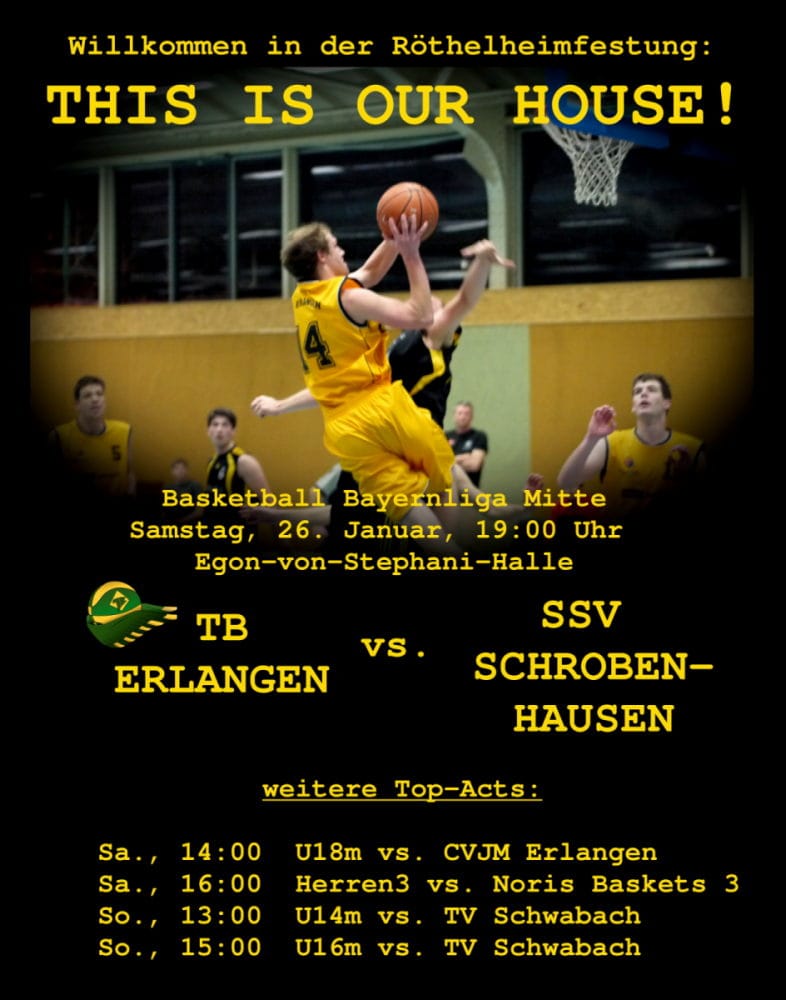 Willkommen in der Röthelheimfestung:
THIS IS OUR HOUSE!
14
5
Basketball Bayernliga Mitte
Samstag, 26. Januar, 19:00 Uhr
Egon-von-Stephani-Halle
TB
ERLANGEN
vs.
SSV
SCHROBEN-
HAUSEN
weitere Top-Acts:
Sa., 14:00 U18m vs. CVJM Erlangen
Sa., 16:00 Herren3 vs. Noris Baskets 3
So., 13:00 U14m vs. TV Schwabach
So., 15:00 U16m vs. TV Schwabach